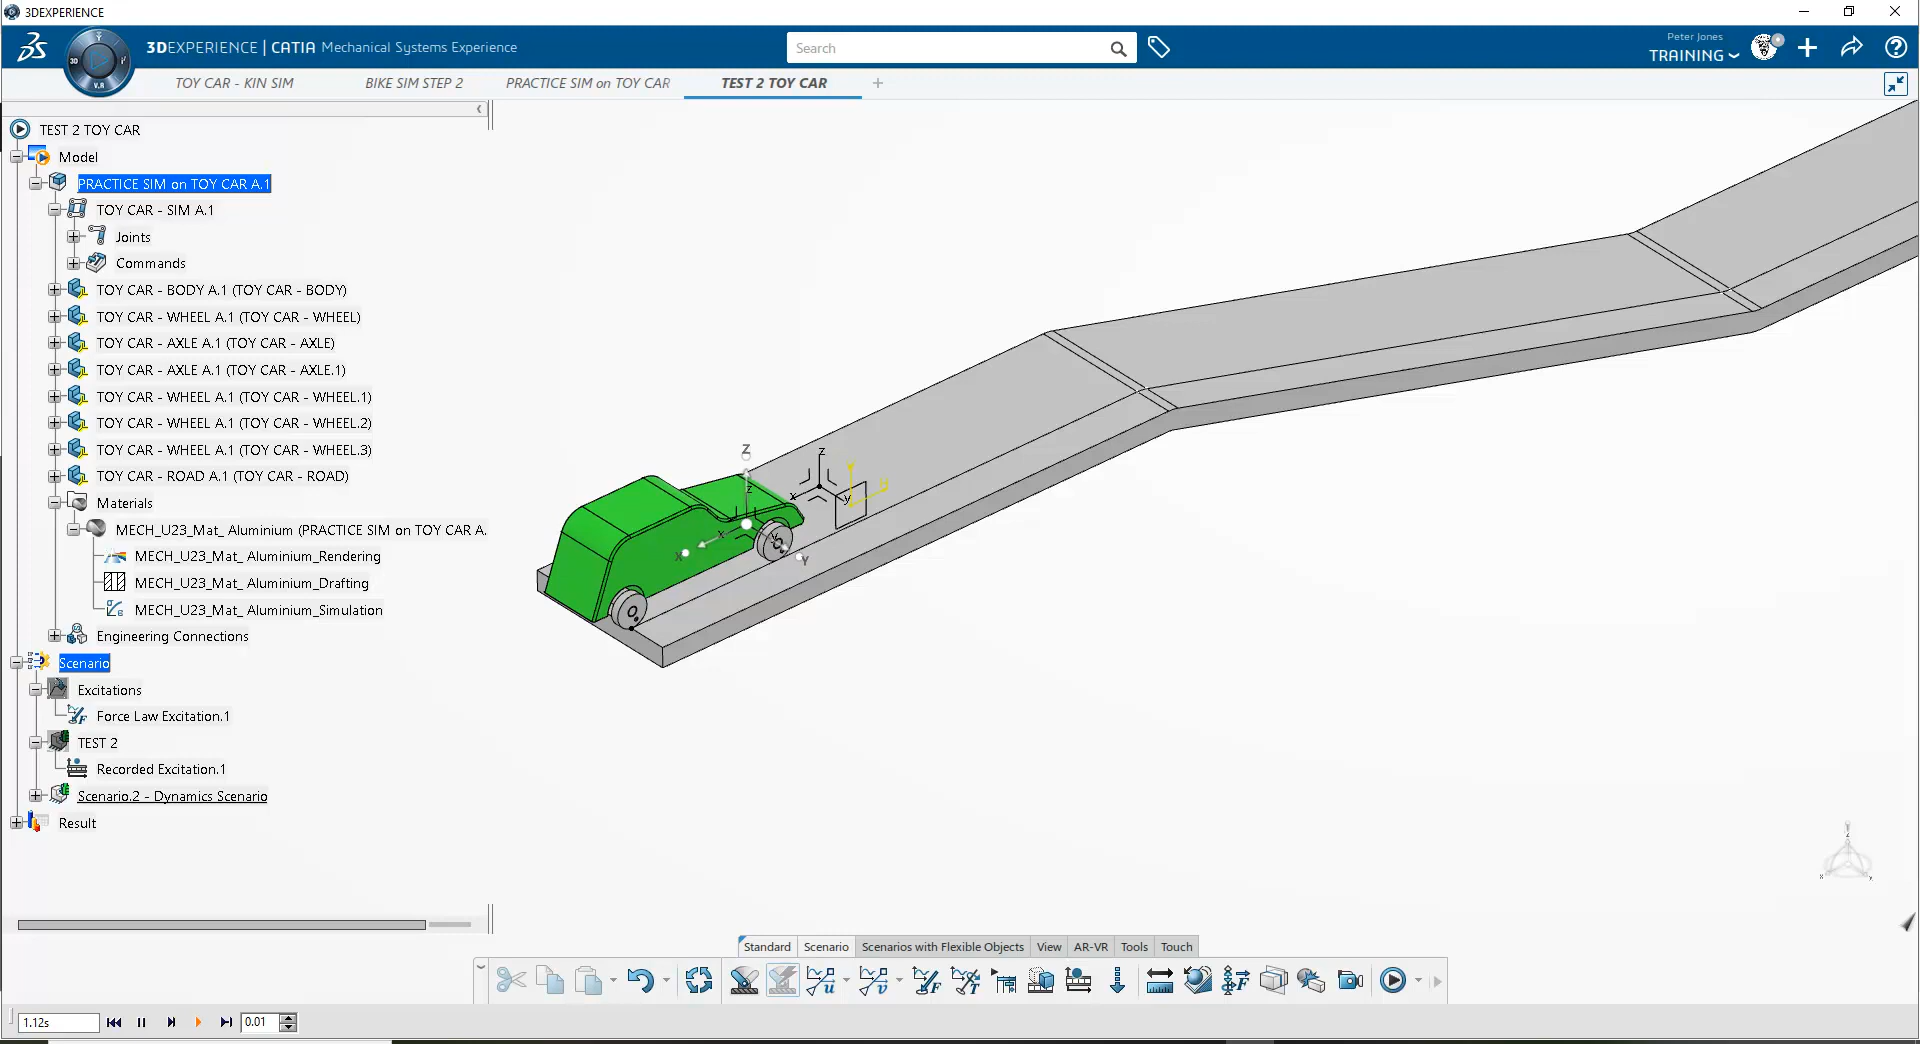 3DEXPERIENCE
3DEXPERIENCE | CATIA Mechanical Systems Experience
Search
Peter Jones
TRAINING
3D
V.R
TOY CAR - KIN SIM
BIKE SIM STEP 2
PRACTICE SIM on TOY CAR
TEST 2 TOY CAR
TEST 2 TOY CAR
Model
PRACTICE SIM on TOY CAR A.1
TOY CAR - SIM A.1
Joints
Commands
TOY CAR - BODY A.1 (TOY CAR - BODY)
TOY CAR - WHEEL A.1 (TOY CAR - WHEEL)
TOY CAR - AXLE A.1 (TOY CAR - AXLE)
TOY CAR - AXLE A.1 (TOY CAR - AXLE.1)
TOY CAR - WHEEL A.1 (TOY CAR - WHEEL.1)
TOY CAR - WHEEL A.1 (TOY CAR - WHEEL.2)
TOY CAR - WHEEL A.1 (TOY CAR - WHEEL.3)
TOY CAR - ROAD A.1 (TOY CAR - ROAD)
Materials
MECH_U23_Mat_ Aluminium (PRACTICE SIM on TOY CAR A.
MECH_U23_Mat_ Aluminium_Rendering
MECH_U23_Mat_ Aluminium_Drafting
MECH_U23_Mat_ Aluminium_Simulation
Engineering Connections
Scenario
Excitations
Force Law Excitation.1
TEST 2
Recorded Excitation.1
Scenario.2 - Dynamics Scenario
Result
Z
z
z
x
y
x
X
Y
Standard
Scenario
Scenarios with Flexible Objects
View
AR-VR
Tools
Touch
1.12s
0.01